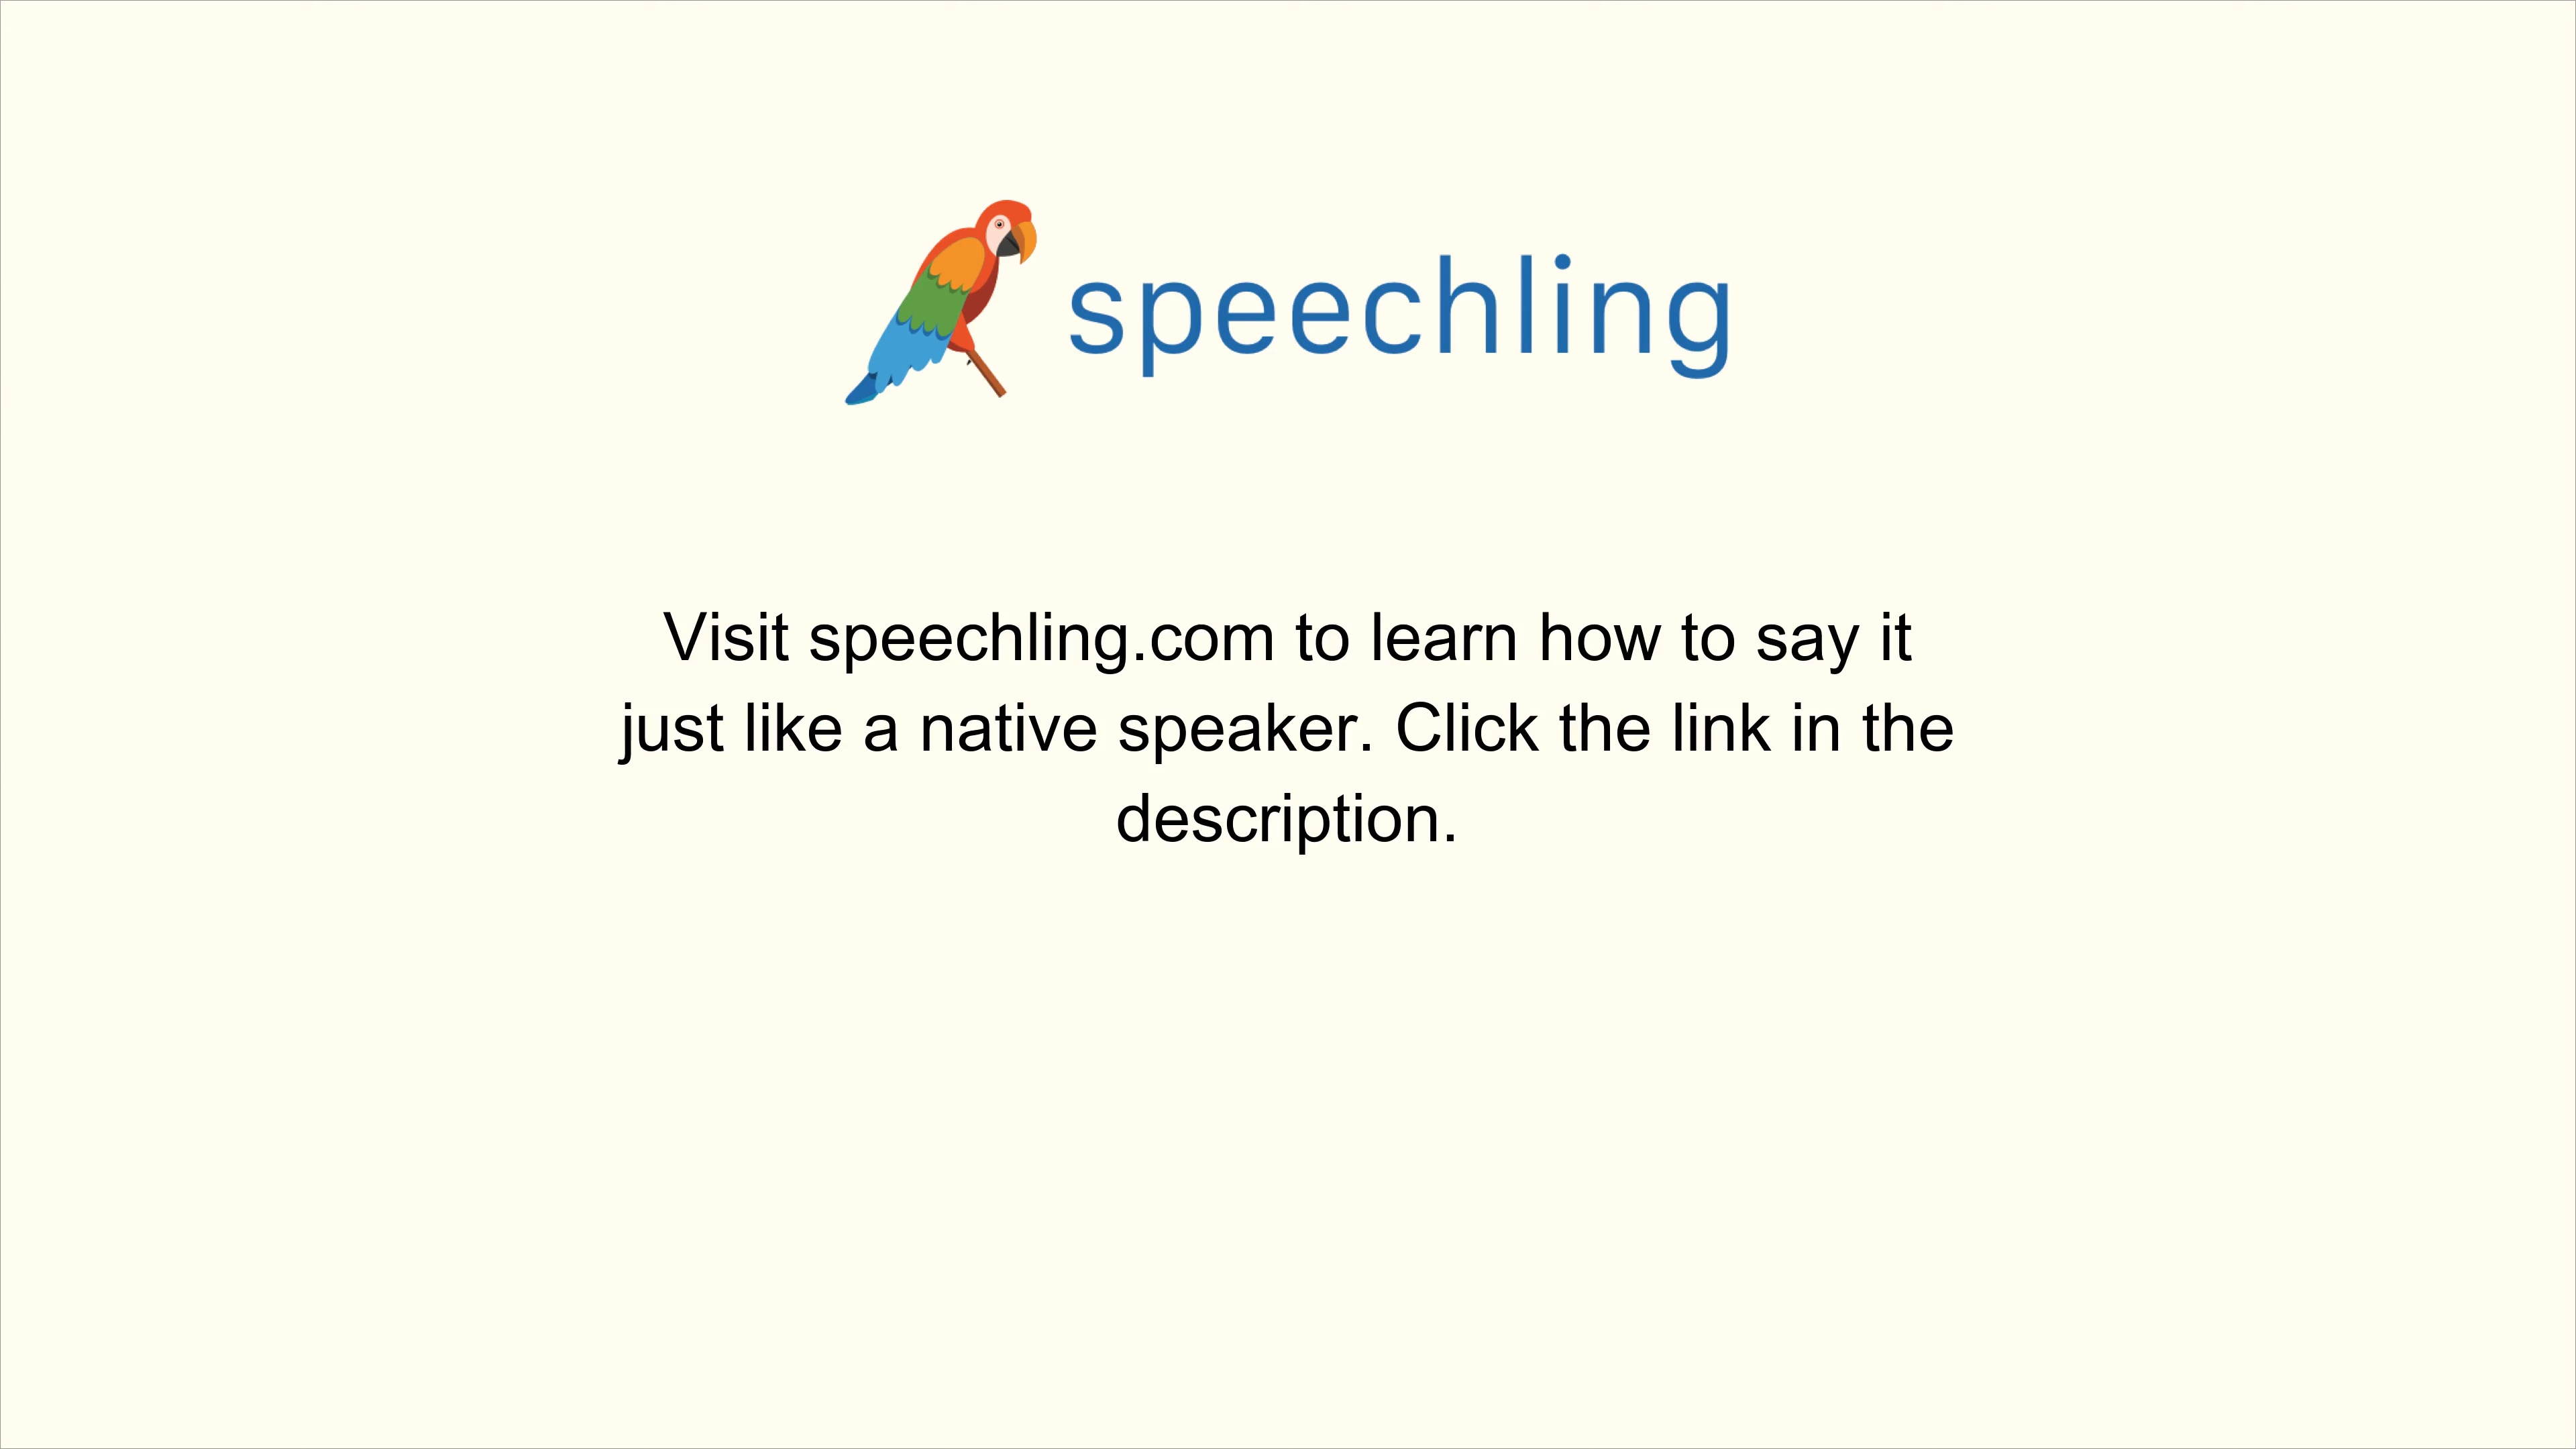 speechling
Visit speechling.com to learn how to say it
just like a native speaker. Click the link in the
description.